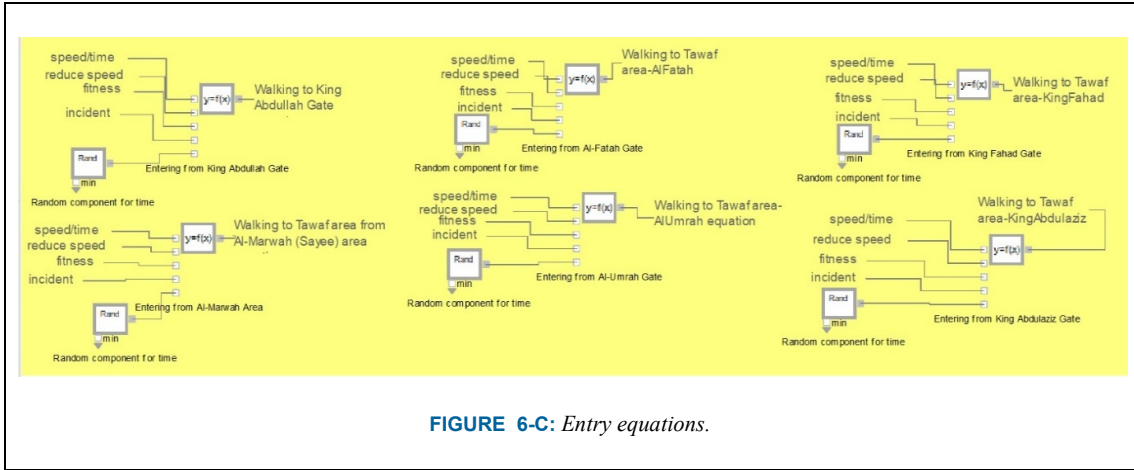 speed/time
reduce speed
fitness
incident
y=f(x)
Walking to King
Abdullah Gate
Rand
min
Entering from King Abdullah Gate
Random component for time
speed/time
reduce speed
fitness
incident
y=f(x)
Walking to Tawaf
area-AlFatah
Rand
min
Entering from Al-Fatah Gate
Random component for time
speed/time
reduce speed
fitness
incident
y=f(x)
Walking to Tawaf
area-KingFahad
Rand
min
Entering from King Fahad Gate
Random component for time
speed/time
reduce speed
fitness
incident
y=f(x)
Walking to Tawaf area from
Al-Marwah (Sayee) area
Rand
min
Entering from Al-Marwah Area
Random component for time
speed/time
reduce speed
fitness
incident
y=f(x)
Walking to Tawaf area-
AlUmrah equation
Rand
min
Entering from Al-Umrah Gate
Random component for time
speed/time
reduce speed
fitness
incident
y=f(x)
Walking to Tawaf
area-KingAbdulaziz
Rand
min
Entering from King Abdulaziz Gate
Random component for time
FIGURE 6-C: Entry equations.